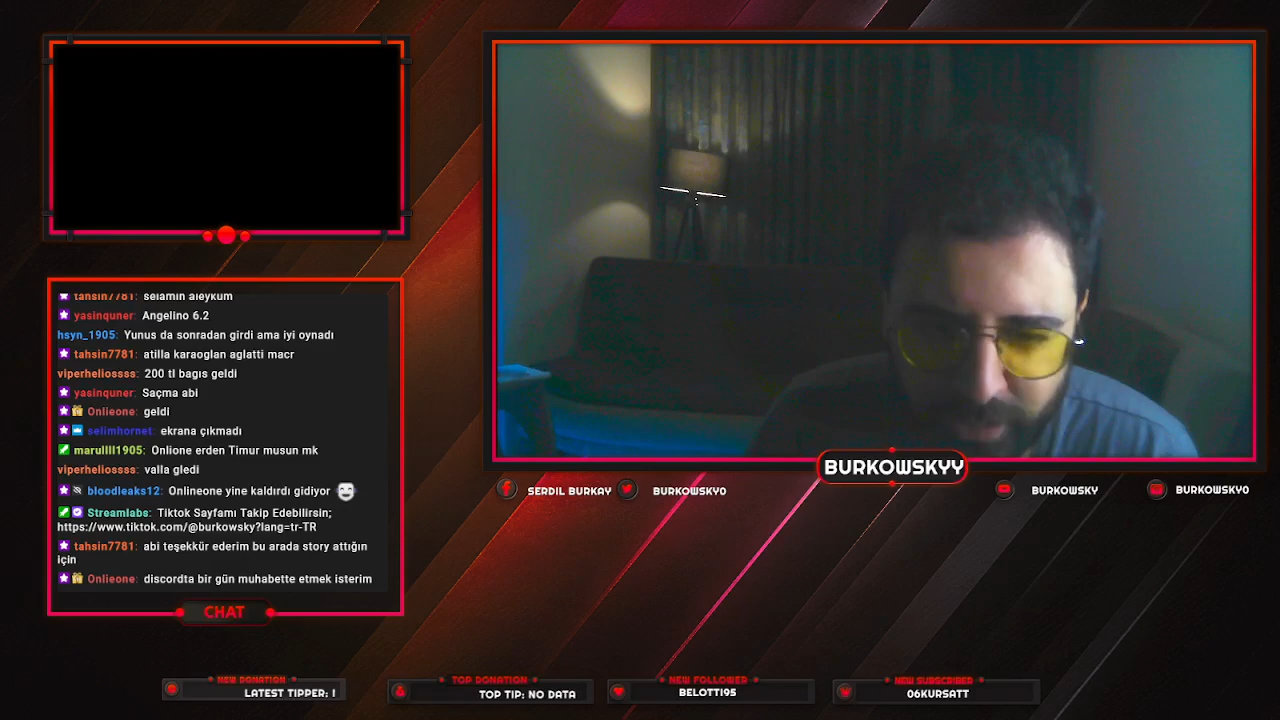 tahsin7781: selamın aleyküm
yasinquner: Angelino 6.2
hsyn_1905: Yunus da sonradan girdi ama iyi oynadı
tahsin7781: atilla karaoglan aglatti macr
viperheliossss: 200 tl bagıs geldi
yasinquner: Saçma abi
Onlieone: geldi
selimhornet: ekrana çıkmadı
marullll1905: Onlione erden Timur musun mk
viperheliossss: valla gledi
bloodleaks12: Onlineone yine kaldırdı gidiyor
Streamlabs: Tiktok Sayfamı Takip Edebilirsin;
https://www.tiktok.com/@burkowsky?lang=tr-TR
tahsin7781: abi teşekkür ederim bu arada story attığın
için
Onlieone: discordta bir gün muhabette etmek isterim
CHAT
BURKOWSKYY
SERDIL BURKAY
BURKOWSKY0
BURKOWSKY
BURKOWSKY0
NEW DONATION
LATEST TIPPER: !
TOP DONATION
TOP TIP: NO DATA
NEW FOLLOWER
BELOTTI95
NEW SUBSCRIBED
06KURSATT